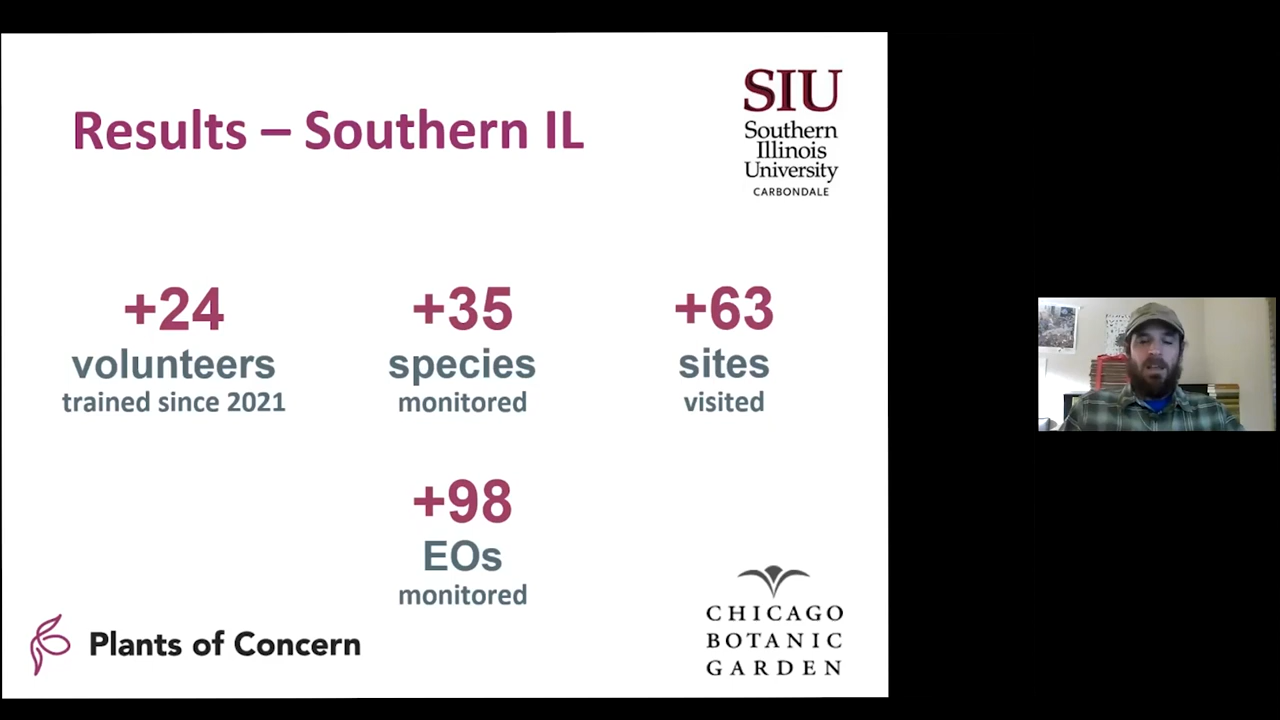 Results – Southern IL
SIU
Southern
Illinois
University
CARBONDALE
+24
volunteers
trained since 2021
+35
species
monitored
+63
sites
visited
+98
EOs
monitored
Plants of Concern
CHICAGO
BOTANIC
GARDEN